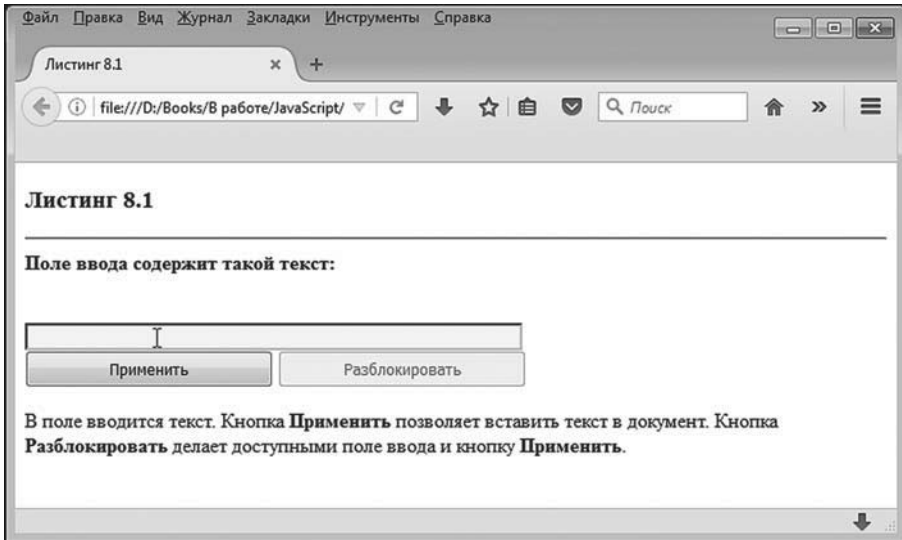 Файл Правка Вид Журнал Закладки Инструменты Справка
Листинг 8.1
file:///D:/Books/В работе/JavaScript/
Поиск
Листинг 8.1
Поле ввода содержит такой текст:
Применить Разблокировать
В поле вводится текст. Кнопка Применить позволяет вставить текст в документ. Кнопка
Разблокировать делает доступными поле ввода и кнопку Применить.